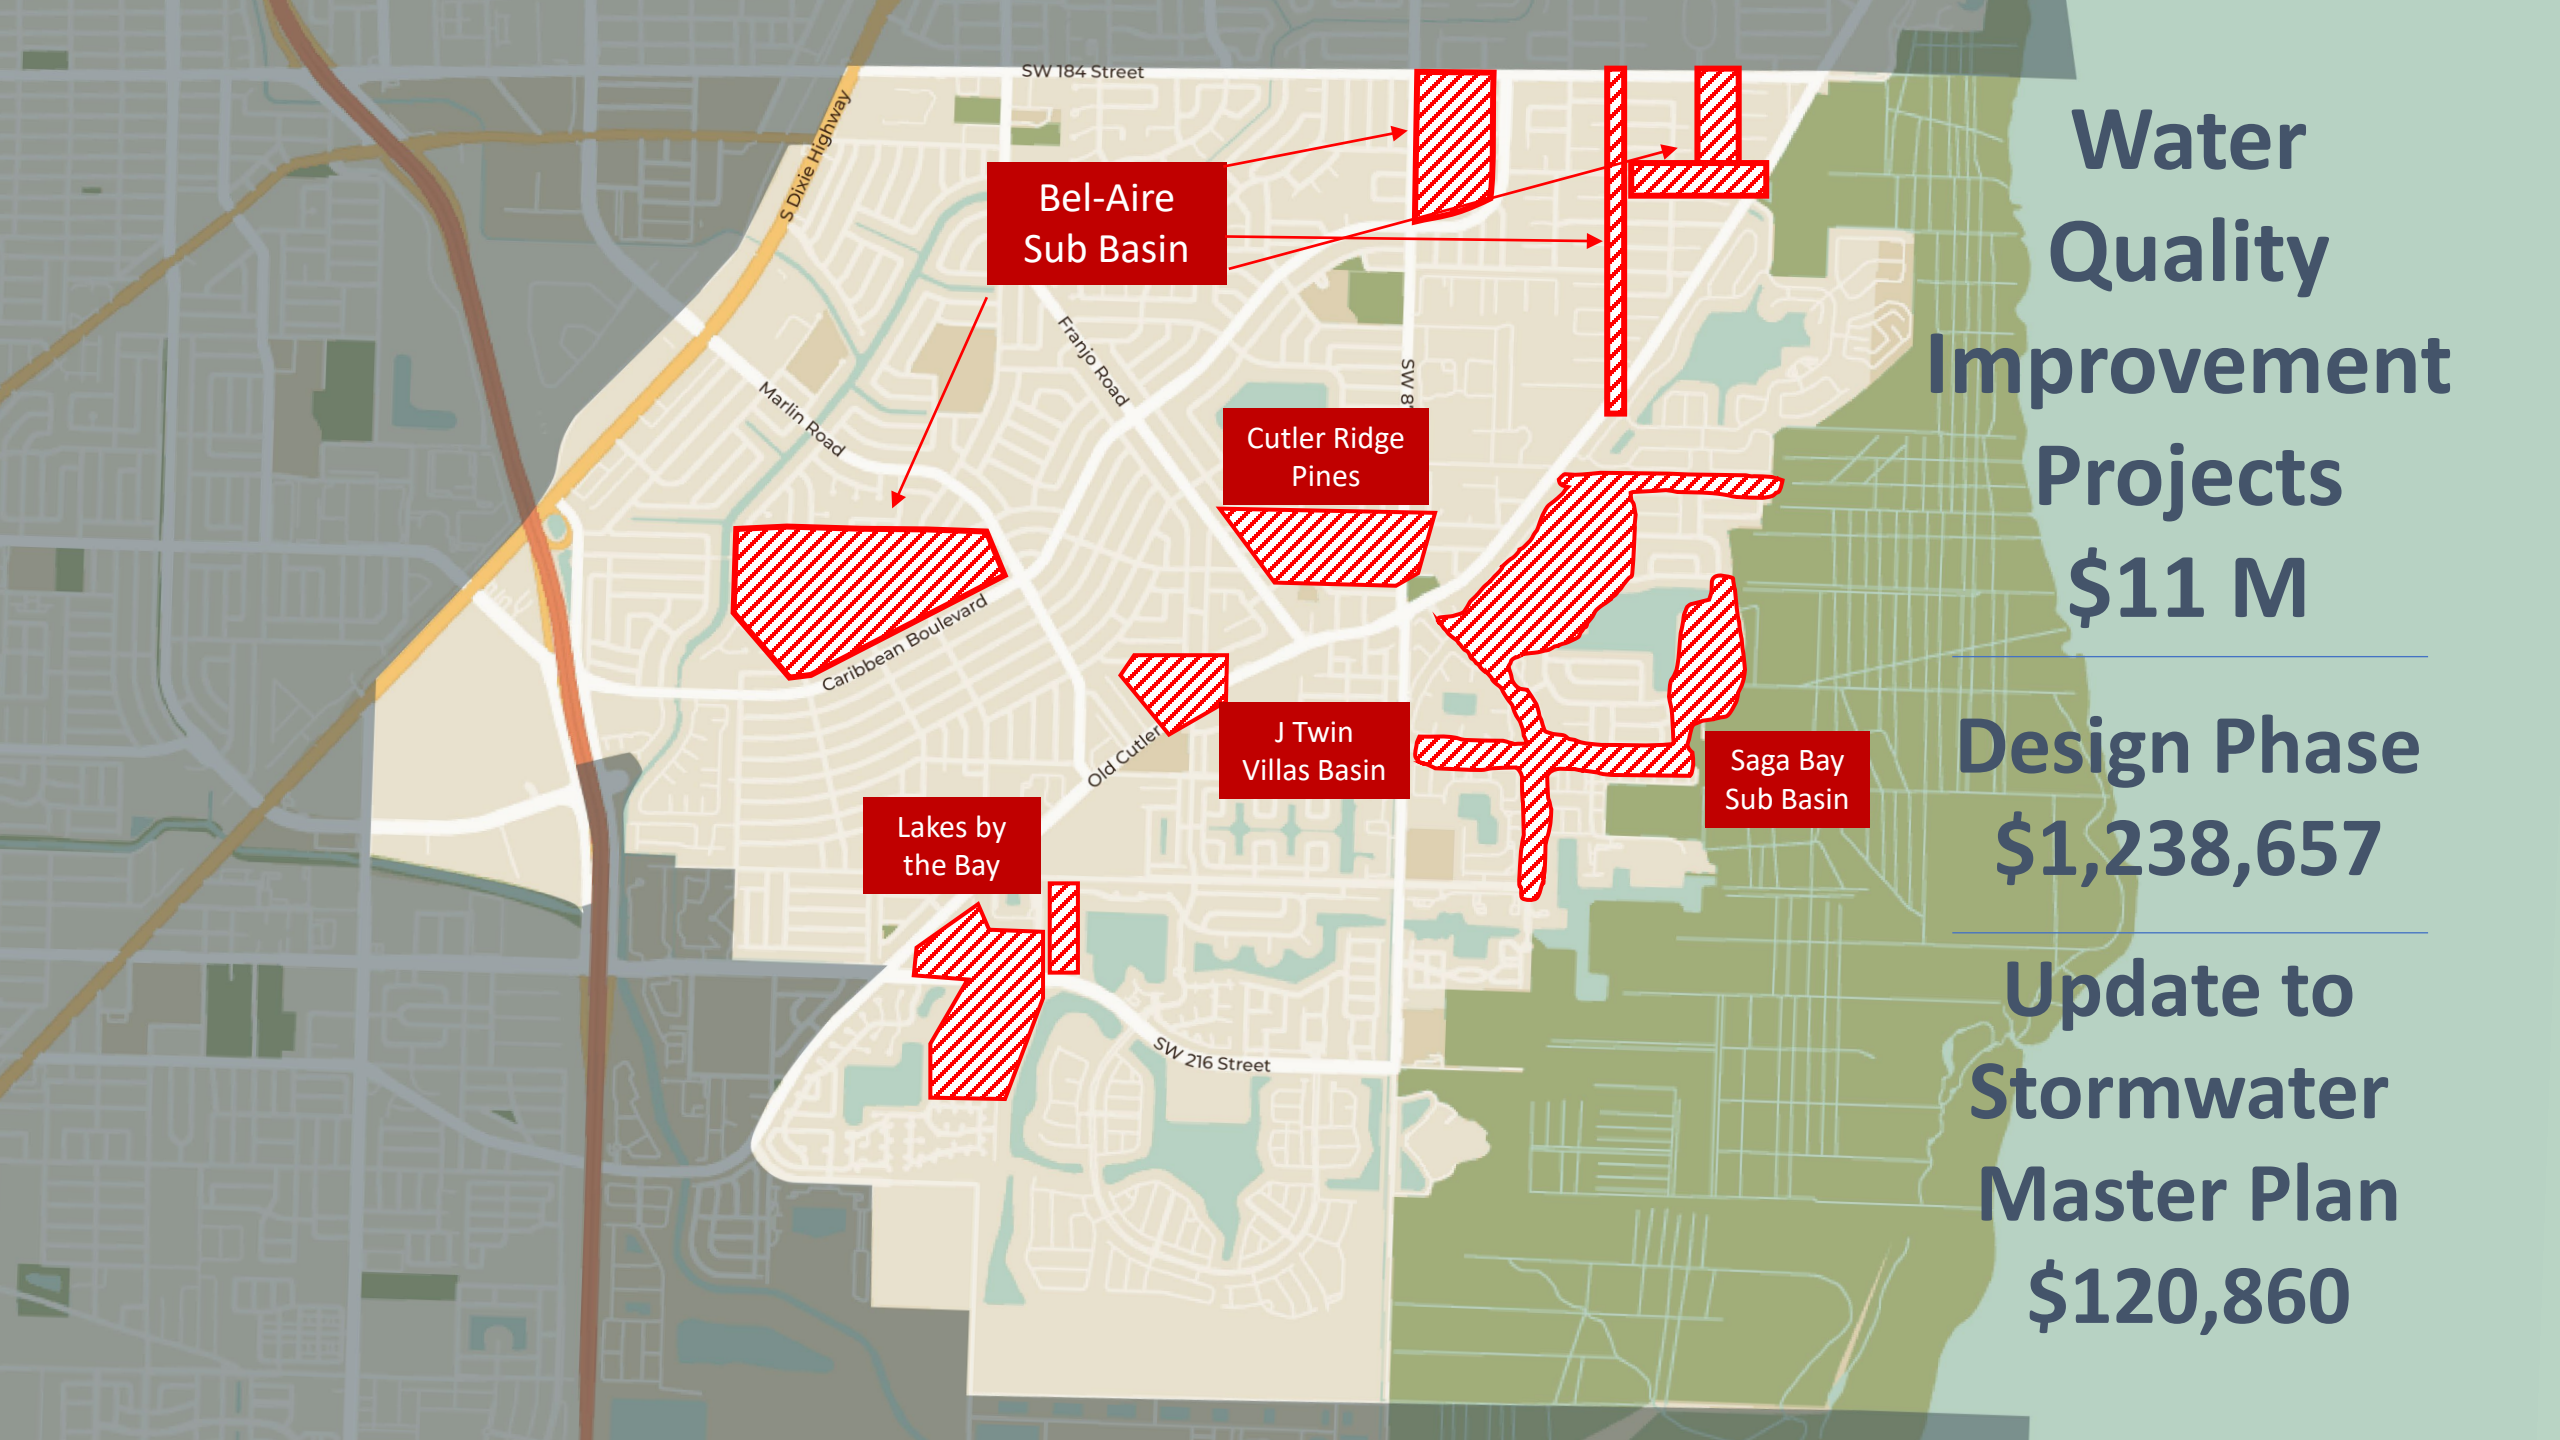 SW 184 Street
S Dixie Highway
Bel-Aire
Sub Basin
Franjo Road
Marlin Road
SW 8
Cutler Ridge
Pines
Caribbean Boulevard
Old Cutler
J Twin
Villas Basin
Saga Bay
Sub Basin
Lakes by
the Bay
SW 216 Street
Water
Quality
Improvement
Projects
$11 M
Design Phase
$1,238,657
Update to
Stormwater
Master Plan
$120,860